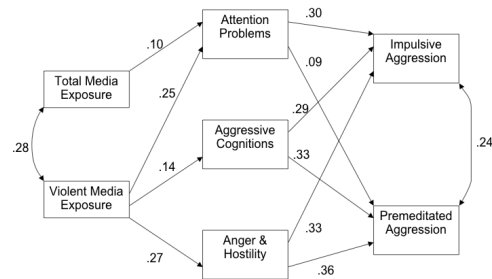 Attention
Problems
.30
Impulsive
Aggression
.10
.09
Total Media
Exposure
.25
.29
Aggressive
Cognitions
.28
.14
.33
.24
Violent Media
Exposure
.27
Anger &
Hostility
.33
Premeditated
Aggression
.36